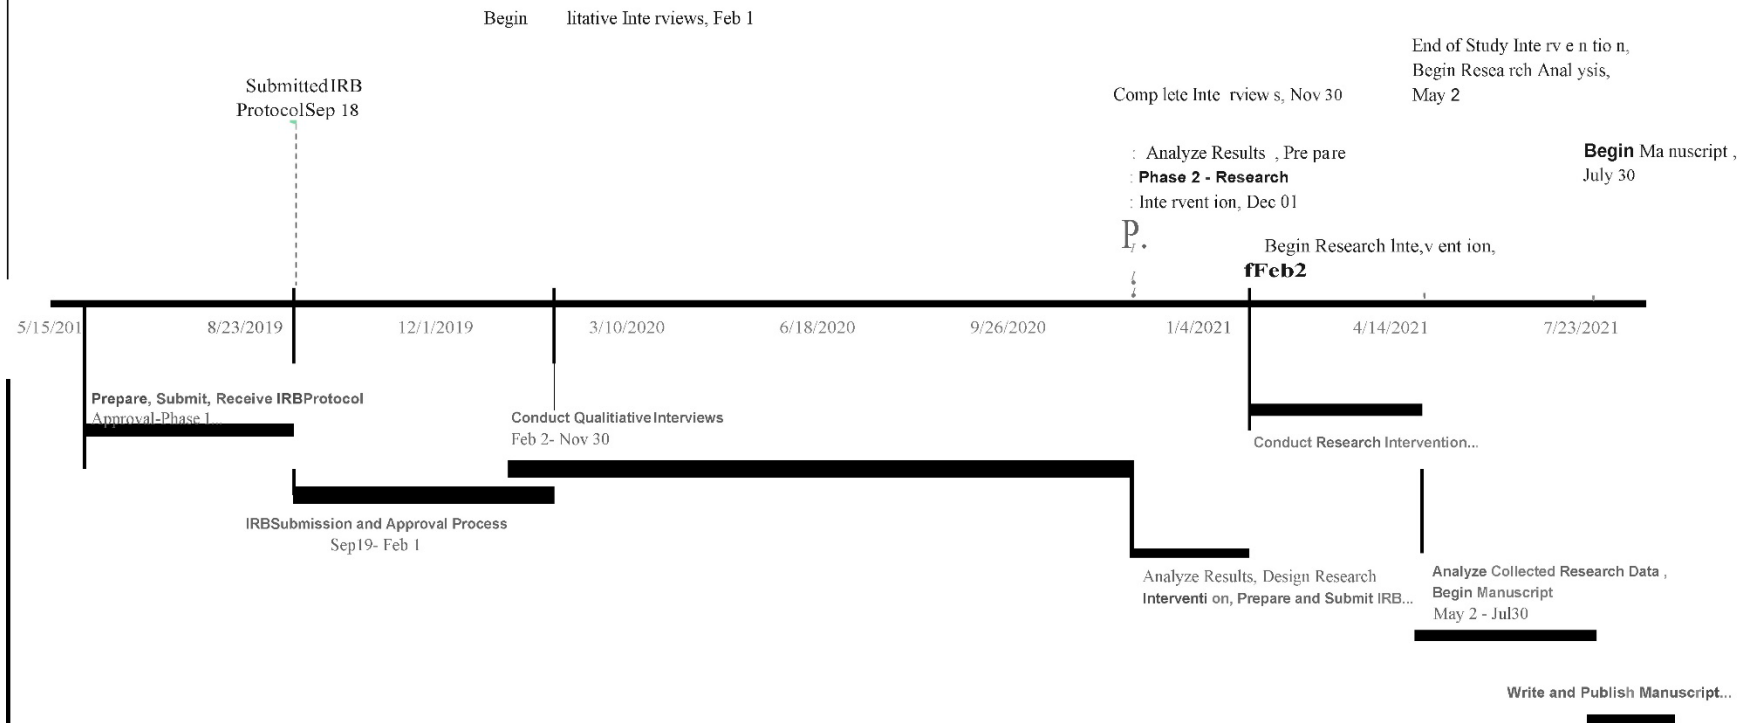 Begin litative Inte rviews, Feb 1
End of Study Inte rv e n tio n,
Begin Resea rch Anal ysis,
May 2
SubmittedIRB
ProtocolSep 18
Comp lete Inte rview s, Nov 30
: Analyze Results , Pre pare
: Phase 2 - Research
: Inte rvent ion, Dec 01
Begin Ma nuscript ,
July 30
P.
Begin Research lnte,v ent ion,
fFeb2
5/15/201 8/23/2019 12/1/2019 3/10/2020 6/18/2020 9/26/2020 1/4/2021 4/14/2021 7/23/2021
Prepare, Submit, Receive IRBProtocol
Approval-Phase 1...
Conduct Qualitiative Interviews
Feb 2- Nov 30
Conduct Research Intervention...
IRBSubmission and Approval Process
Sep19- Feb 1
Analyze Results, Design Research
Interventi on, Prepare and Submit IRB...
Analyze Collected Research Data ,
Begin Manuscript
May 2 - Jul30
Write and Publish Manuscript...